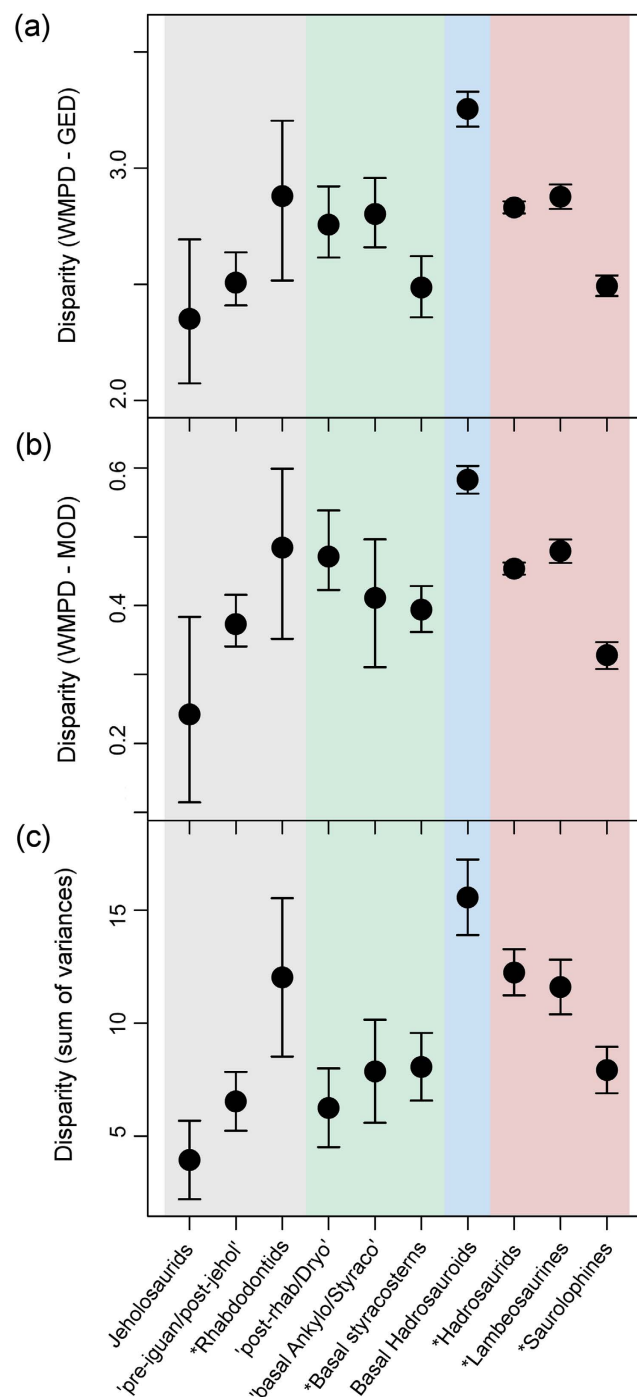 (a)
Disparity (WMPD - GED)
3.0
2.0
(b)
Disparity (WMPD - MOD)
0.6
0.4
0.2
(c)
Disparity (sum of variances)
15
10
5
Jeholosaurids
'pre-iguan/post-jehol'
*Rhabdodontids
'post-rhab/Dryo'
'basal Ankylo/Styraco'
*Basal styracosterns
Basal Hadrosauroids
*Hadrosaurids
*Lambeosaurines
*Saurolophines